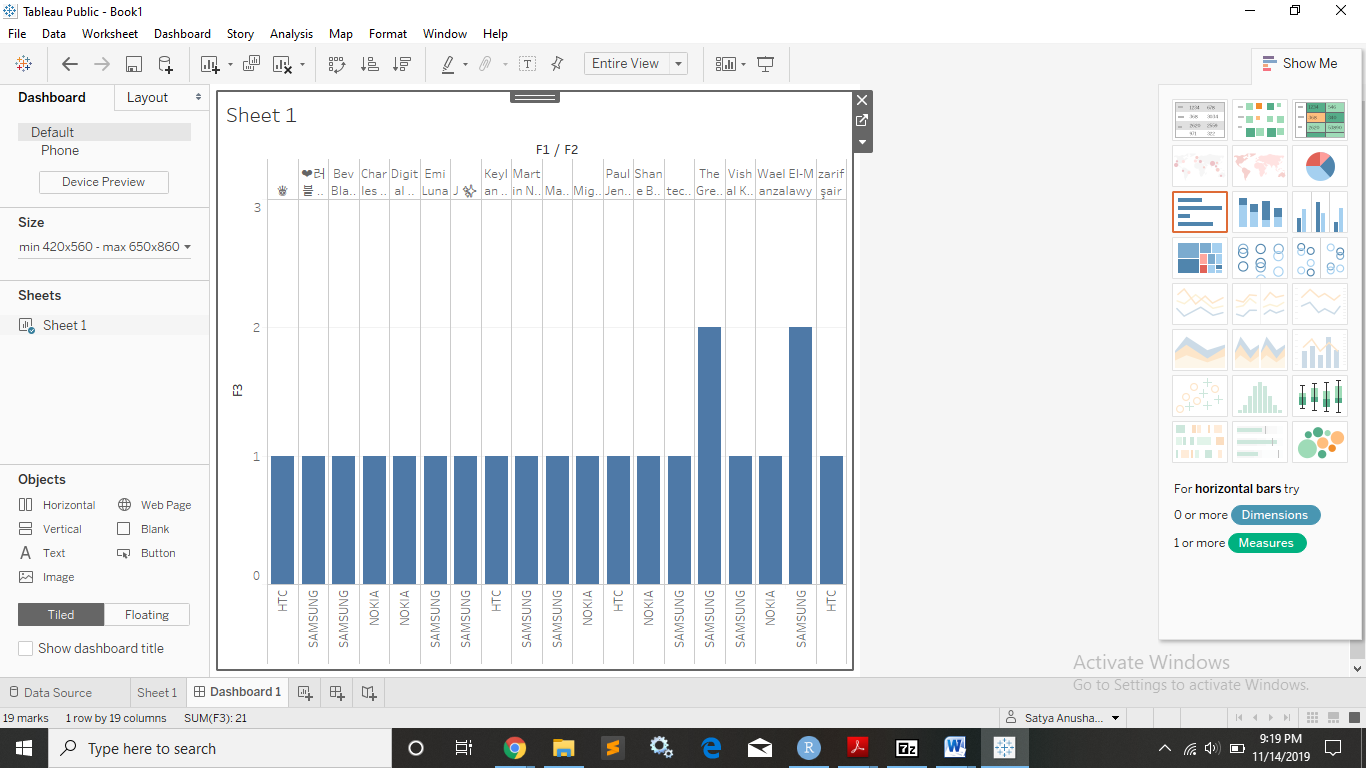 Tableau Public - Book1
File Data Worksheet Dashboard Story Analysis Map Format Window Help
Entire View
Show Me
Dashboard Layout
Default
Phone
Device Preview
Size
min 420x560 - max 650x860
Sheets
Sheet 1
Objects
Horizontal Web Page
Vertical Blank
Text Button
Image
Tiled Floating
Show dashboard title
Sheet 1
F1 / F2
♛
❤러
블 ..
Bev
Bla..
Char
les ..
Digit
al ..
Emi
Luna
Keyl
an ..
Mart
in N..
Ma..
Mig..
Paul
Jen..
Shan
e B..
tec..
The
Gre..
Vish
al K..
Wael El-M
anzalawy
zarif
şair
3
2
1
0
F3
HTC
SAMSUNG
SAMSUNG
NOKIA
NOKIA
SAMSUNG
SAMSUNG
HTC
SAMSUNG
SAMSUNG
NOKIA
HTC
NOKIA
SAMSUNG
SAMSUNG
SAMSUNG
NOKIA
SAMSUNG
HTC
For horizontal bars try
0 or more Dimensions
1 or more Measures
Activate Windows
Go to Settings to activate Windows.
Data Source Sheet 1 Dashboard 1
19 marks 1 row by 19 columns SUM(F3): 21
Satya Anusha...
Type here to search
9:19 PM
11/14/2019